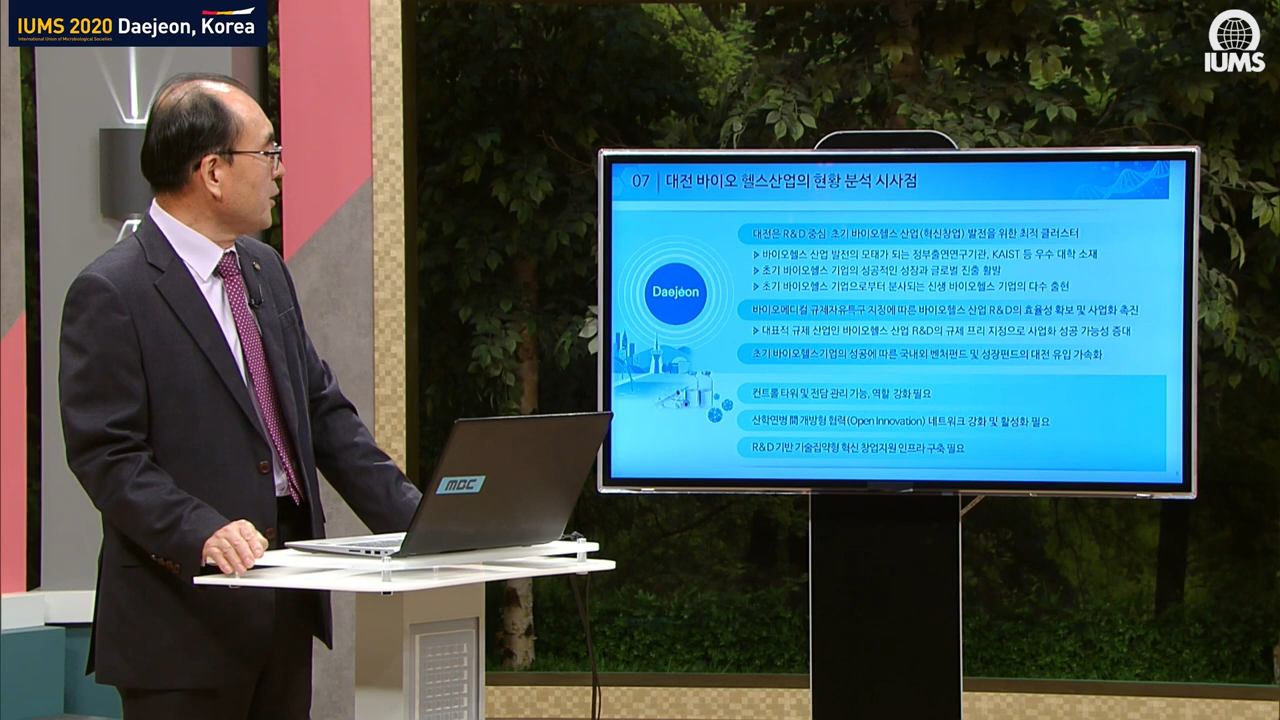 IUMS 2020 Daejeon, Korea
International Union of Microbiological Societies
IUMS
07 대전 바이오 헬스산업의 현황 분석 시사점
Daejeon
대전은 R&D 중심 초기 바이오헬스 산업(혁신창업) 발전을 위한 최적 클러스터
▷ 바이오헬스 산업 발전의 모태가 되는 정부출연연구기관, KAIST 등 우수 대학 소재
▷ 초기 바이오헬스 기업의 성공적인 성장과 글로벌 진출 활발
▷ 초기 바이오헬스 기업으로부터 분사되는 신생 바이오헬스 기업의 다수 출현
바이오메디컬 규제자유특구 지정에 따른 바이오헬스 산업 R&D의 효율성 확보 및 사업화 촉진
▷ 대표적 규제 산업인 바이오헬스 산업 R&D의 규제 프리 지정으로 사업화 성공 가능성 증대
초기 바이오헬스기업의 성공에 따른 국내외 벤처펀드 및 성장펀드의 대전 유입 가속화
컨트롤 타워 및 전담 관리 기능, 역할 강화 필요
산학연병 間 개방형 협력(Open Innovation) 네트워크 강화 및 활성화 필요
R&D 기반 기술집약형 혁신 창업지원 인프라 구축 필요
MBC